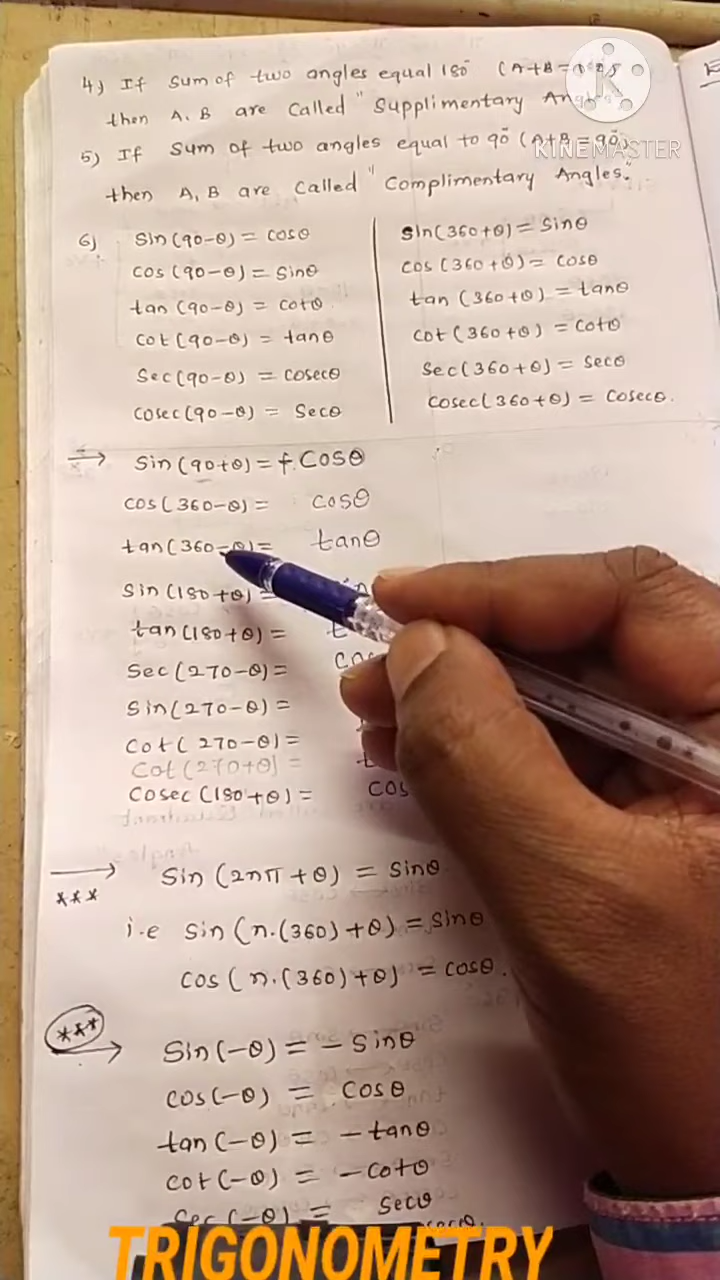 4) If sum of two angles equal 180° (A+B=
then A, B are called "Supplimentary Angles
5) If sum of two angles equal to 90° (A+B=90°)
KINEMASTER
then A, B are called "Complimentary Angles."
6) Sin(90-θ) = cosθ
cos(90-θ) = Sinθ
tan(90-θ) = cotθ
cot(90-θ) = tanθ
Sec(90-θ) = cosecθ
cosec(90-θ) = Secθ
sin(360+θ) = Sinθ
cos(360+θ) = cosθ
tan(360+θ) = tanθ
cot(360+θ) = cotθ
Sec(360+θ) = Secθ
cosec(360+θ) = cosecθ.
→ Sin(90+θ) = f. cosθ
cos(360-θ) = cosθ
tan(360-θ) = tanθ
Sin(180+θ) =
tan(180+θ) =
Sec(270-θ) =
Sin(270-θ) =
cot(270-θ) =
cot(270+θ) =
cosec(180+θ) = cos
→ Sin(2nπ+θ) = Sinθ
***
i.e Sin(n.(360)+θ) = Sinθ
cos(n.(360)+θ) = cosθ.
***
→ Sin(-θ) = - Sinθ
cos(-θ) = cosθ
tan(-θ) = -tanθ
cot(-θ) = -cotθ
Sec(-θ) = Secθ
TRIGONOMETRY